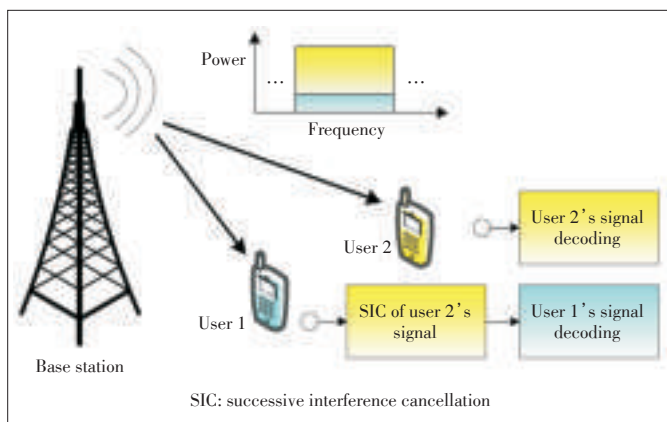 Power
…
…
Frequency
User 2
User 2’s signal
decoding
User 1
SIC of user 2’s
signal
User 1’s signal
decoding
Base station
SIC: successive interference cancellation